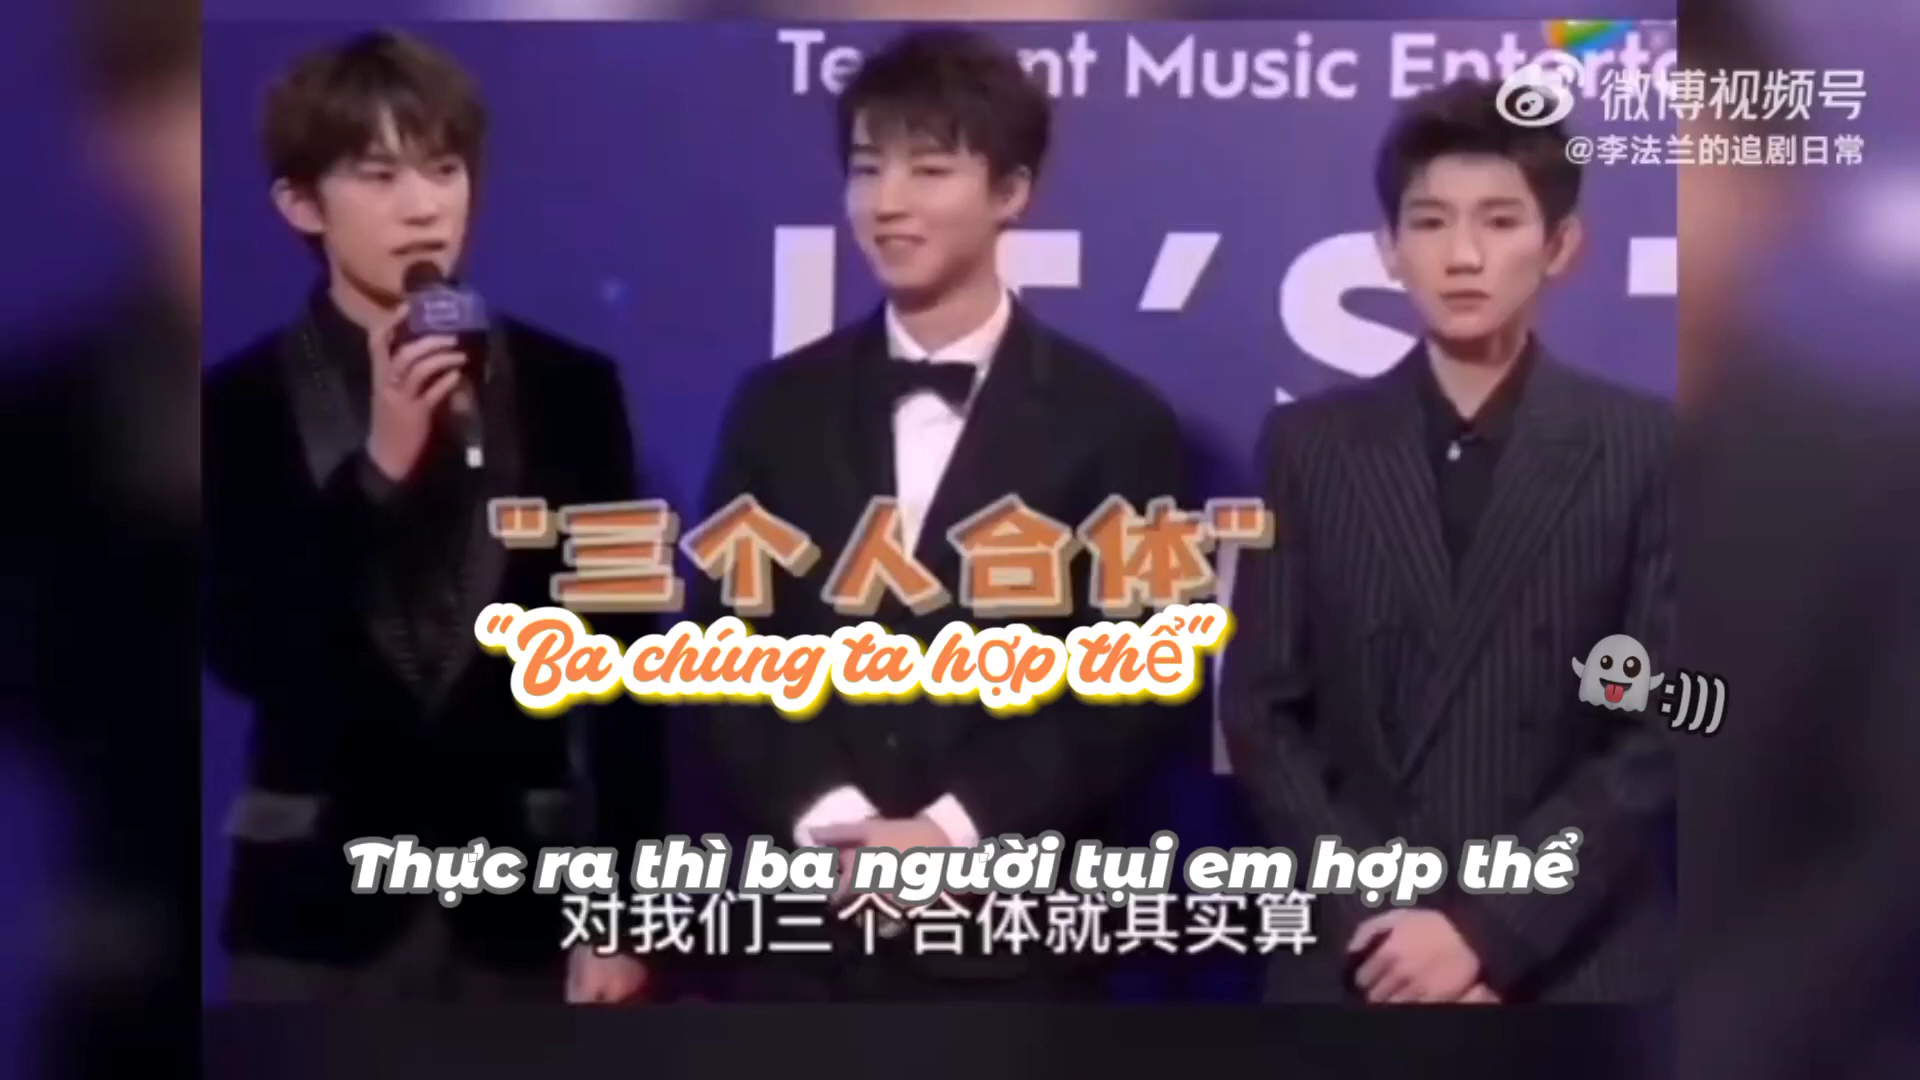 Tencent Music Enterta
微博视频号
@李法兰的追剧日常
"三个人合体"
"Ba chúng ta hợp thể"
:)))
Thực ra thì ba người tụi em hợp thể
对我们三个合体就其实算